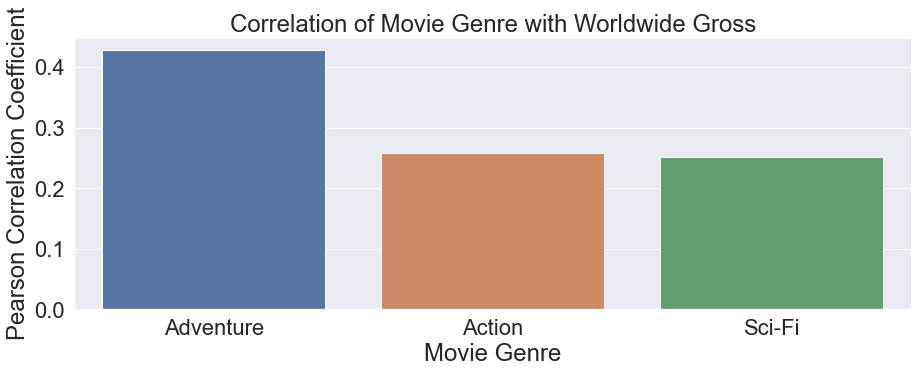 Correlation of Movie Genre with Worldwide Gross
Pearson Correlation Coefficient
0.4
0.3
0.2
0.1
0.0
Adventure
Action
Sci-Fi
Movie Genre